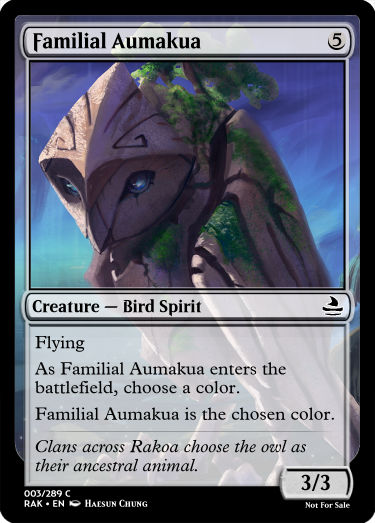 Familial Aumakua
5
Creature — Bird Spirit
Flying
As Familial Aumakua enters the
battlefield, choose a color.
Familial Aumakua is the chosen color.
Clans across Rakoa choose the owl as
their ancestral animal.
3/3
003/289 C
RAK • EN Haesun Chung
Not For Sale